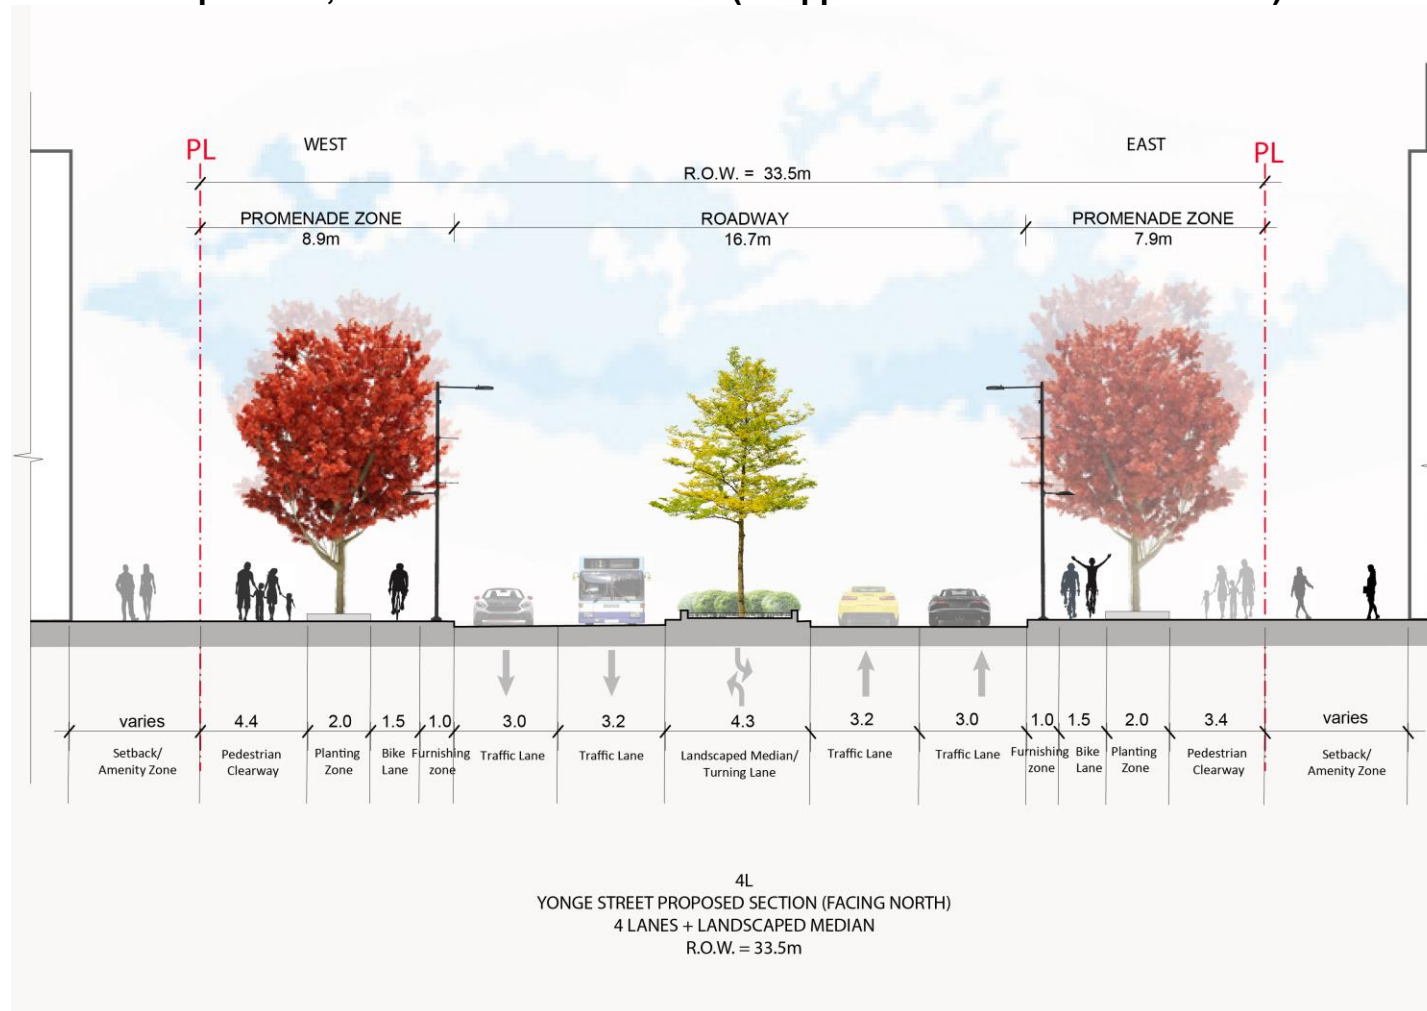 WEST
EAST
PL
PL
R.O.W. = 33.5m
PROMENADE ZONE
ROADWAY
PROMENADE ZONE
8.9m
16.7m
7.9m
varies
4.4
2.0
1.5
1.0
3.0
3.2
4.3
3.2
3.0
1.0
1.5
2.0
3.4
varies
Setback/
Amenity Zone
Pedestrian
Clearway
Planting
Zone
Bike
Lane
Furnishing
zone
Traffic Lane
Traffic Lane
Landscaped Median/
Turning Lane
Traffic Lane
Traffic Lane
Furnishing
zone
Bike
Lane
Planting
Zone
Pedestrian
Clearway
Setback/
Amenity Zone
4L
YONGE STREET PROPOSED SECTION (FACING NORTH)
4 LANES + LANDSCAPED MEDIAN
R.O.W. = 33.5m